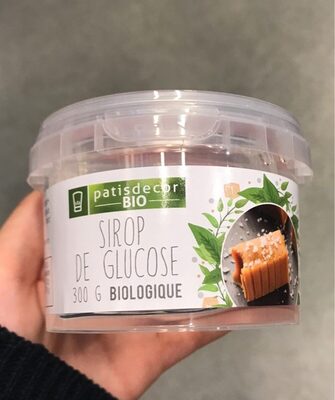 patisdecor
BIO
SIROP
DE GLUCOSE
300 G BIOLOGIQUE